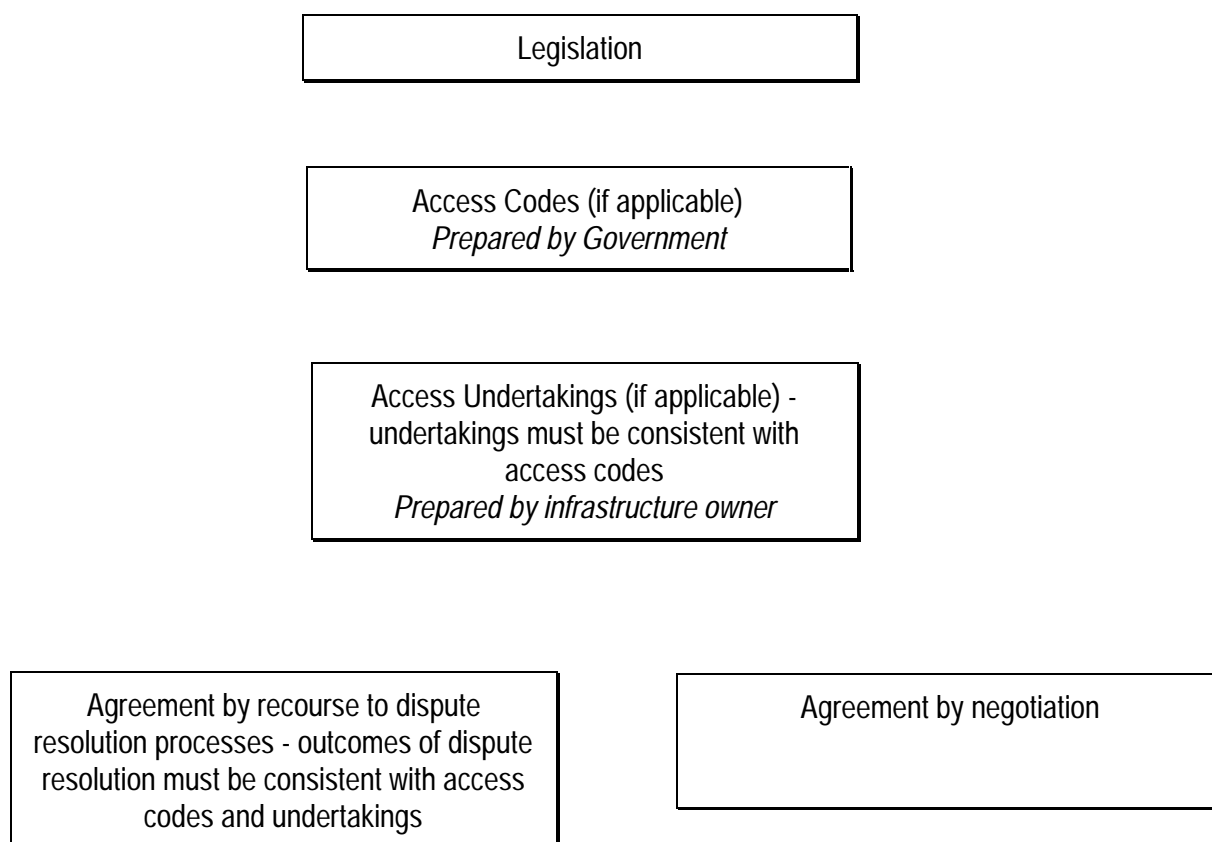 Legislation
Access Codes (if applicable)
Prepared by Government
Access Undertakings (if applicable) -
undertakings must be consistent with
access codes
Prepared by infrastructure owner
Agreement by recourse to dispute
resolution processes - outcomes of dispute
resolution must be consistent with access
codes and undertakings
Agreement by negotiation